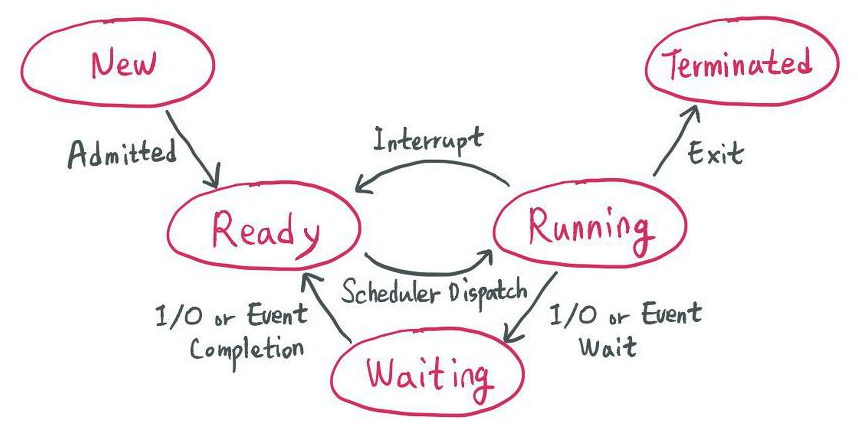 New
Terminated
Admitted
Interrupt
Exit
Ready
Running
Scheduler Dispatch
I/O or Event
Completion
I/O or Event
Wait
Waiting